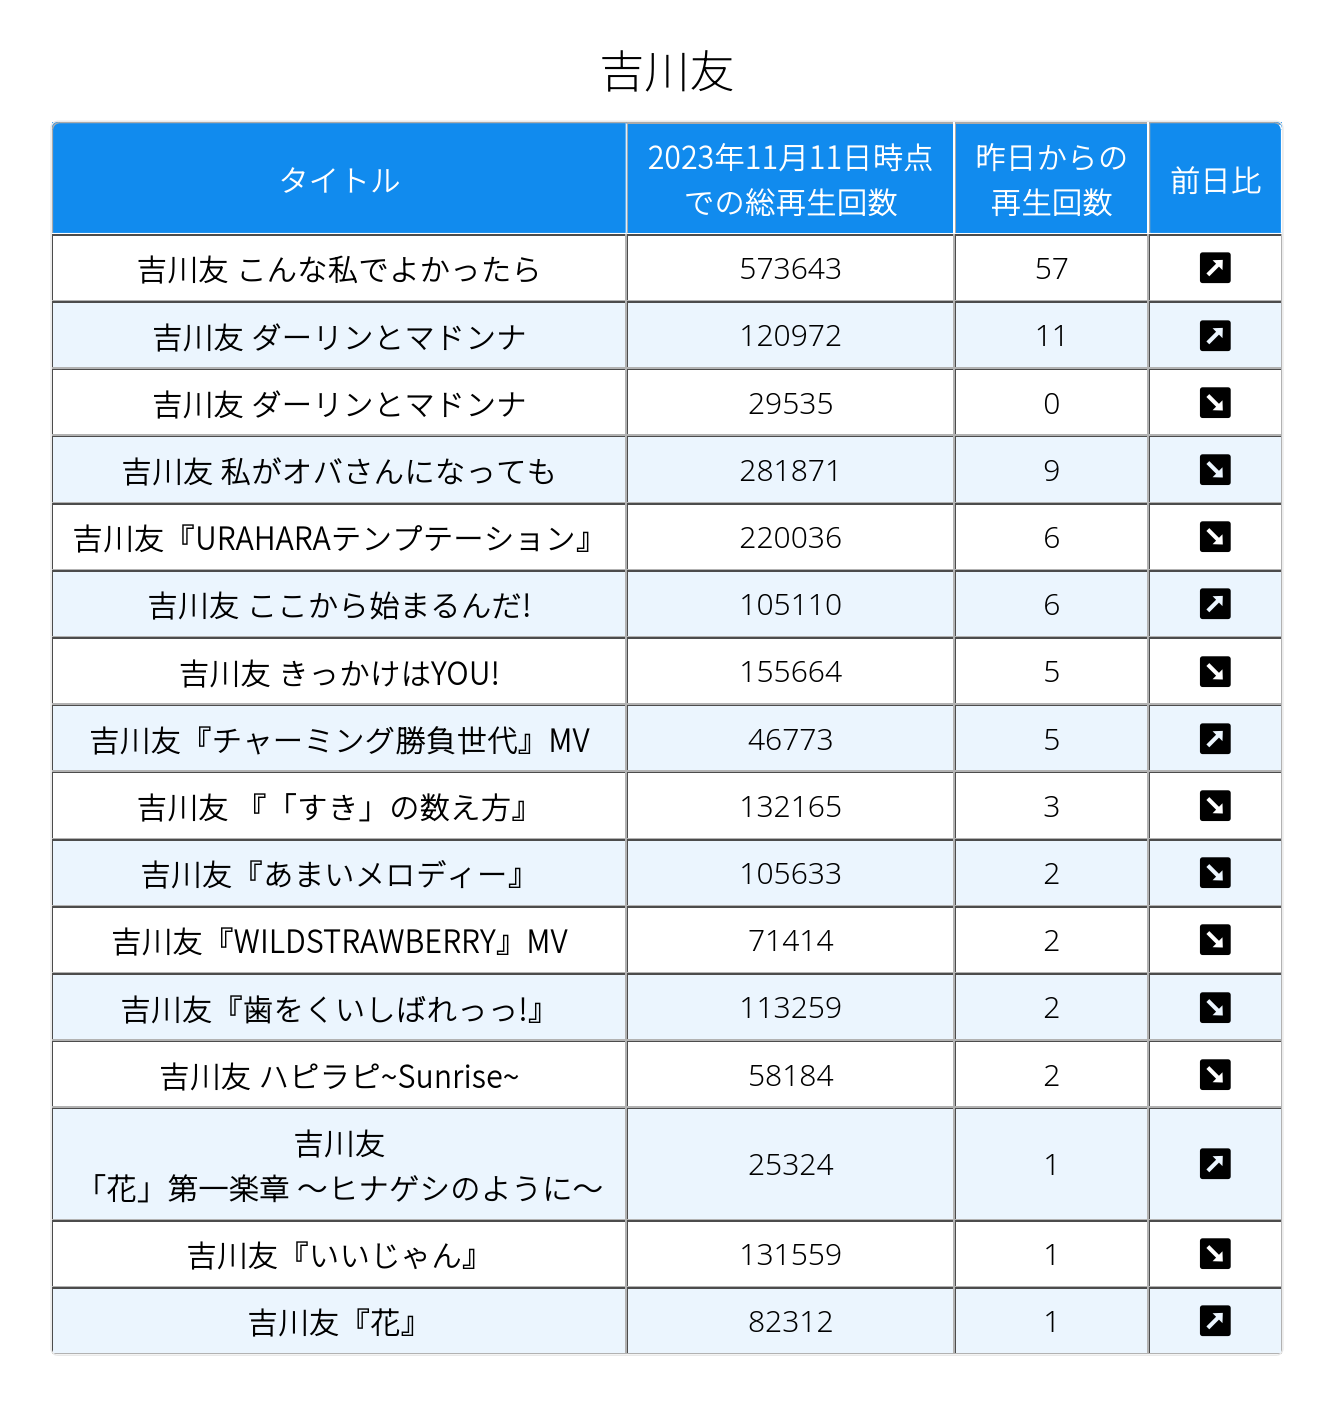 吉川友
タイトル
2023年11月11日時点
での総再生回数
昨日からの
再生回数
前日比
吉川友 こんな私でよかったら 573643 57
吉川友 ダーリンとマドンナ 120972 11
吉川友 ダーリンとマドンナ 29535 0
吉川友 私がオバさんになっても 281871 9
吉川友『URAHARAテンプテーション』 220036 6
吉川友 ここから始まるんだ! 105110 6
吉川友 きっかけはYOU! 155664 5
吉川友『チャーミング勝負世代』MV 46773 5
吉川友 『「すき」の数え方』 132165 3
吉川友『あまいメロディー』 105633 2
吉川友『WILDSTRAWBERRY』MV 71414 2
吉川友『歯をくいしばれっっ!』 113259 2
吉川友 ハピラピ~Sunrise~ 58184 2
吉川友
「花」第一楽章 〜ヒナゲシのように〜 25324 1
吉川友『いいじゃん』 131559 1
吉川友『花』 82312 1